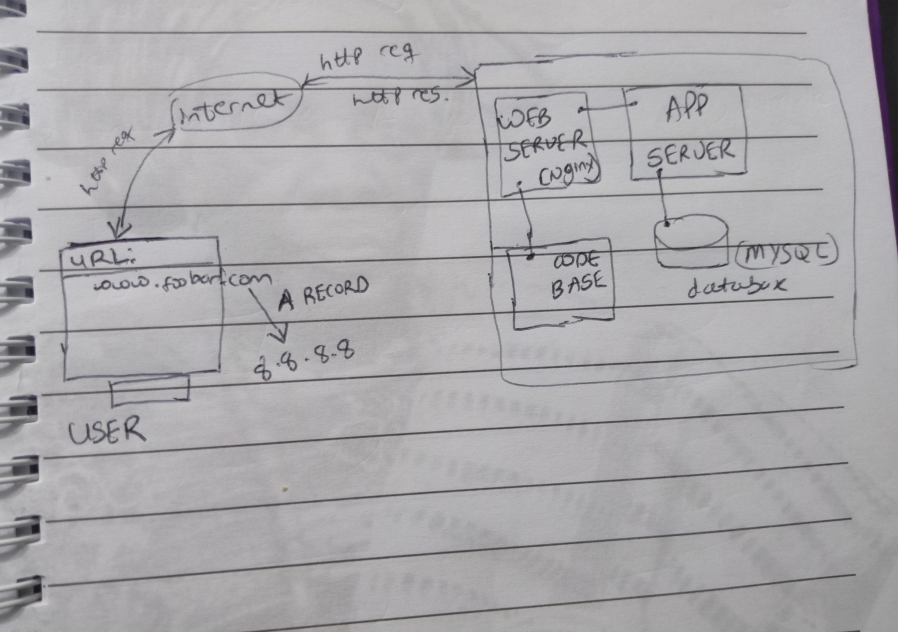 http req
http res.
internet
http req
WEB
SERVER
(Nginx)
APP
SERVER
URL:
www.foobar.com
A RECORD
8.8.8.8
CODE
BASE
MYSQL
databox
USER